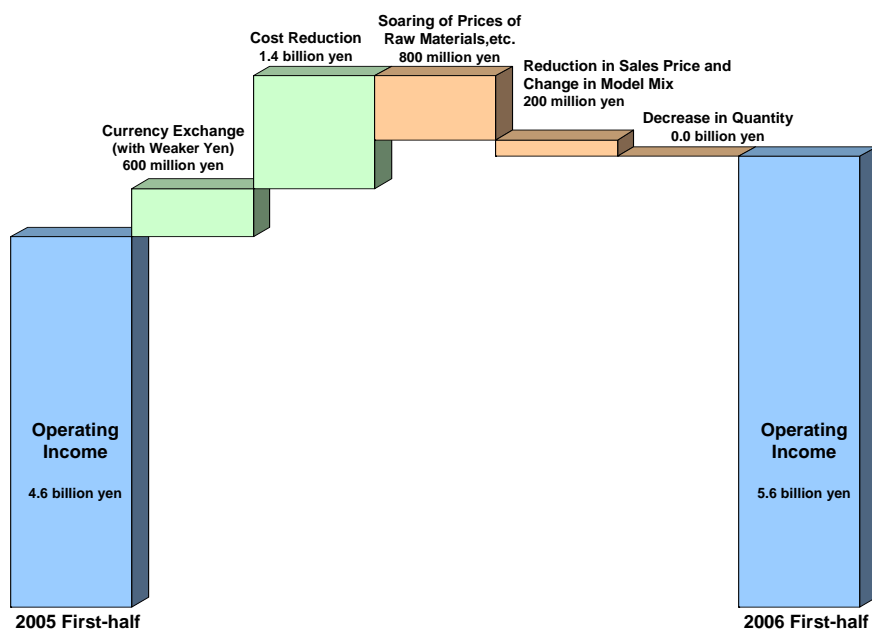 Soaring of Prices of
Raw Materials,etc.
800 million yen
Cost Reduction
1.4 billion yen
Reduction in Sales Price and
Change in Model Mix
200 million yen
Currency Exchange
(with Weaker Yen)
600 million yen
Decrease in Quantity
0.0 billion yen
Operating
Income
4.6 billion yen
Operating
Income
5.6 billion yen
2005 First-half
2006 First-half